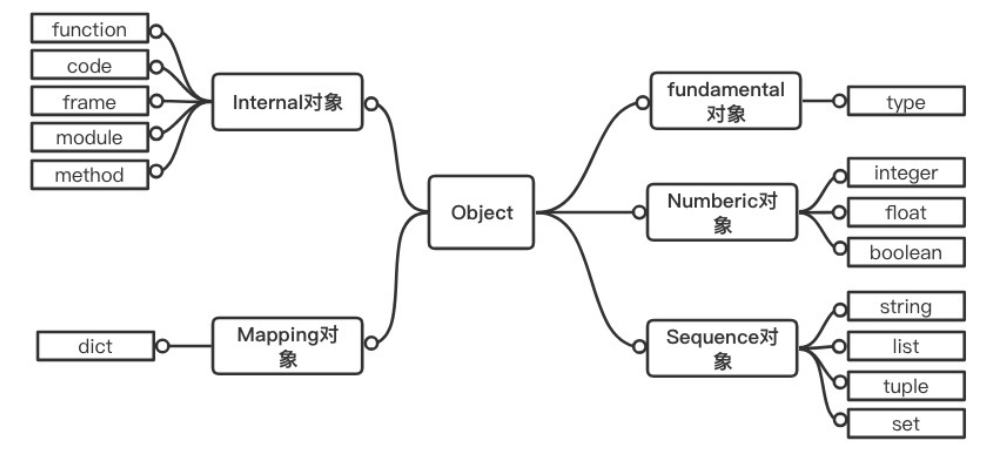 function
code
frame
module
method
Internal对象
Mapping对
象
dict
Object
fundamental
对象
type
Numberic对
象
integer
float
boolean
Sequence对
象
string
list
tuple
set